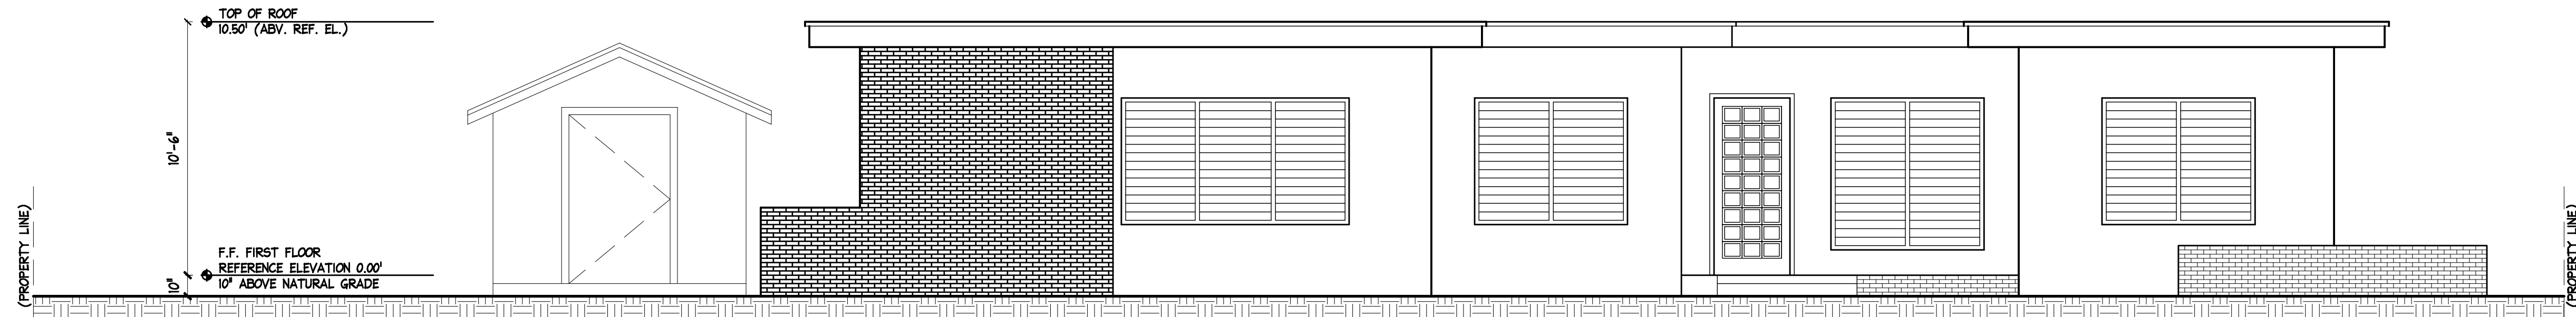 TOP OF ROOF
10.50' (ABV. REF. EL.)
10'-6"
(PROPERTY LINE)
F.F. FIRST FLOOR
REFERENCE ELEVATION 0.00'
10" ABOVE NATURAL GRADE
10"
(PROPERTY LINE)